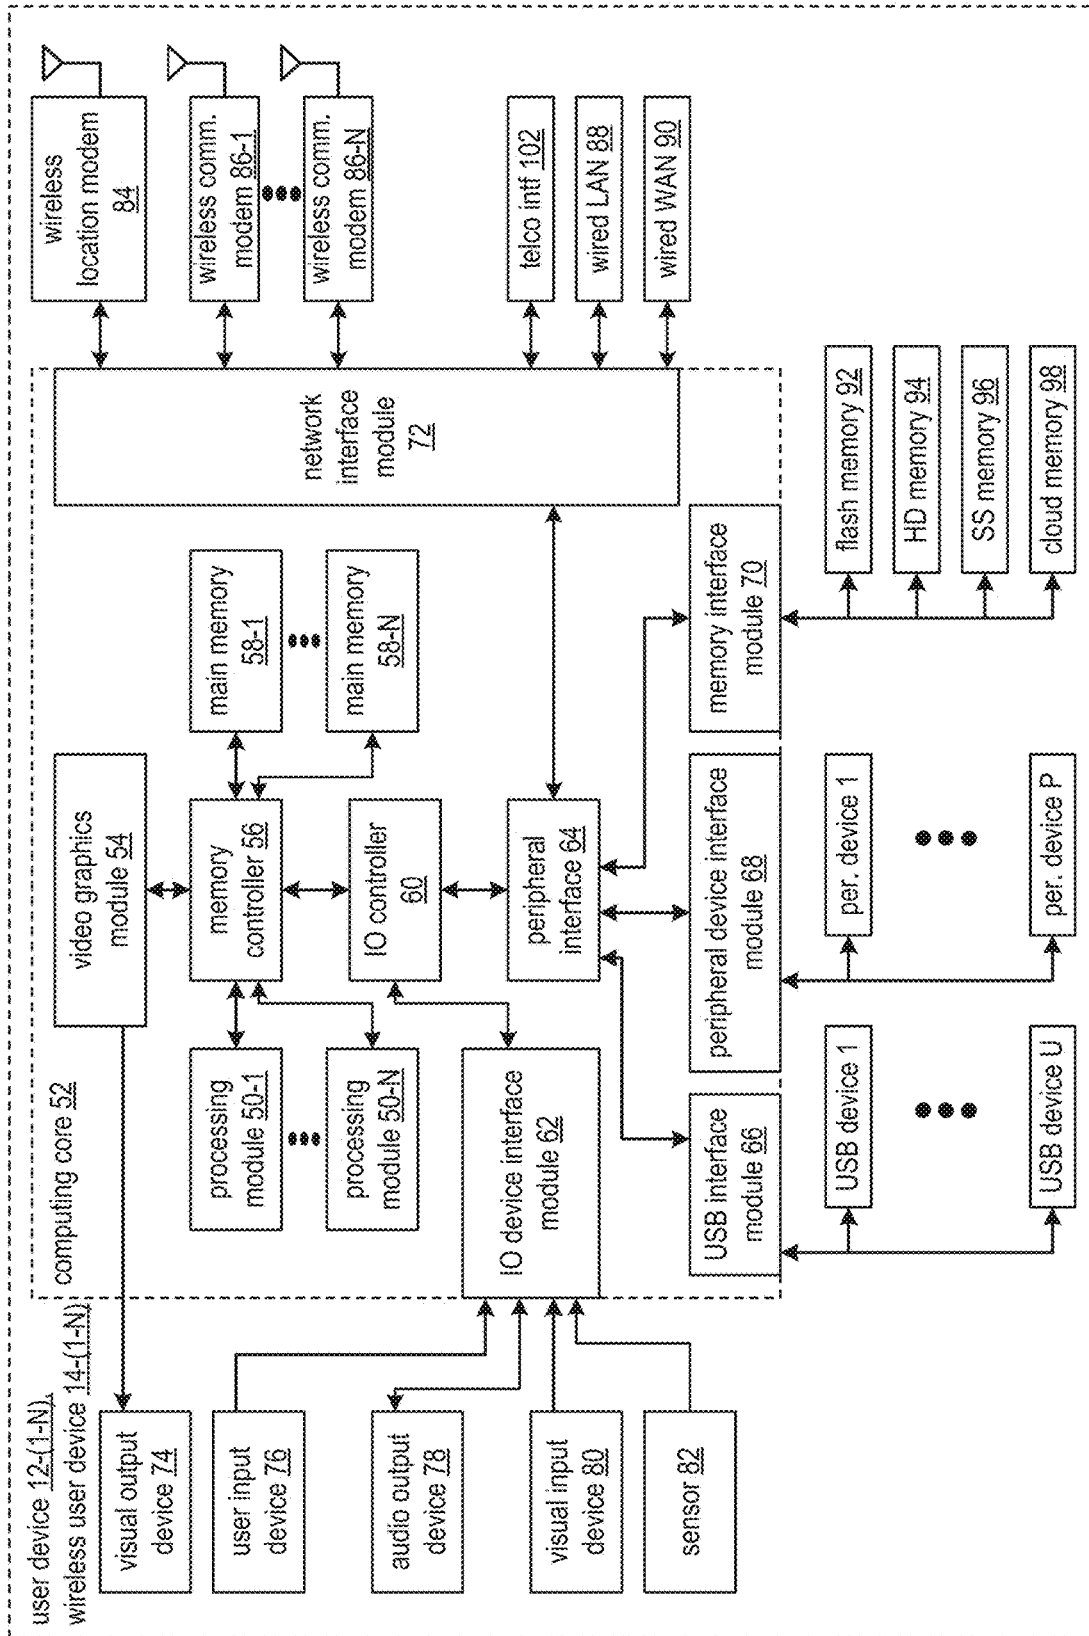 user device 12-(1-N),
wireless user device 14-(1-N)
computing core 52
visual output
device 74
user input
device 76
audio output
device 78
visual input
device 80
sensor 82
video graphics
module 54
processing
module 50-1
processing
module 50-N
memory
controller 56
main memory
58-1
main memory
58-N
IO controller
60
IO device interface
module 62
peripheral
interface 64
USB interface
module 66
peripheral device interface
module 68
memory interface
module 70
network
interface
module
72
wireless
location modem
84
wireless comm.
modem 86-1
wireless comm.
modem 86-N
telco intf 102
wired LAN 88
wired WAN 90
USB device 1
USB device U
per. device 1
per. device P
flash memory 92
HD memory 94
SS memory 96
cloud memory 98